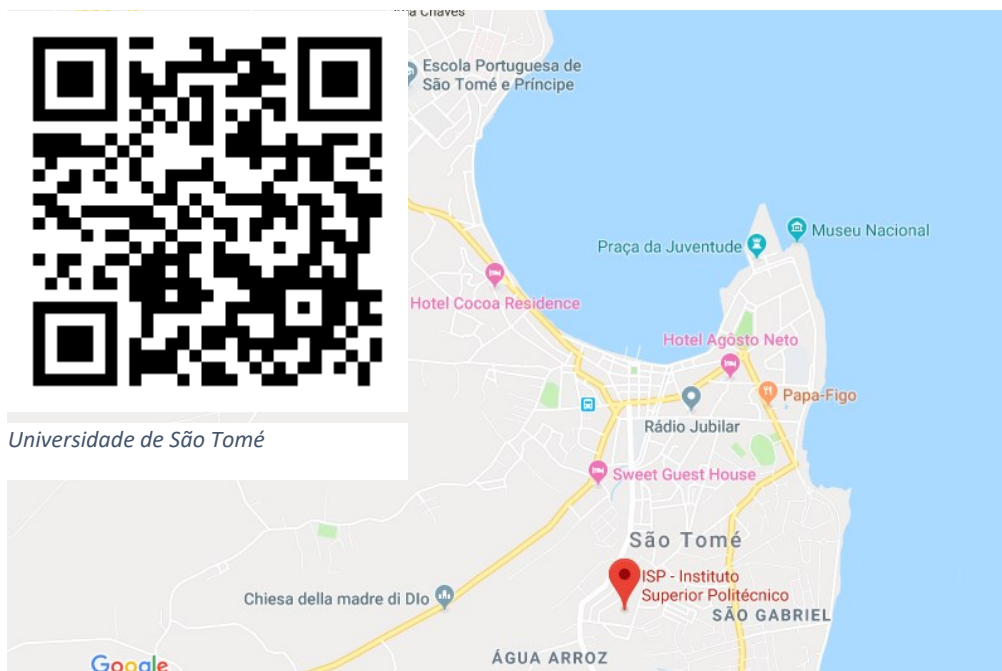 Escola Portuguesa de
São Tomé e Príncipe
Museu Nacional
Praça da Juventude
Hotel Cocoa Residence
Hotel Agôsto Neto
Papa-Figo
Rádio Jubilar
Universidade de São Tomé
Sweet Guest House
São Tomé
ISP - Instituto
Superior Politécnico
Chiesa della madre di DIo
SÃO GABRIEL
ÁGUA ARROZ
Google